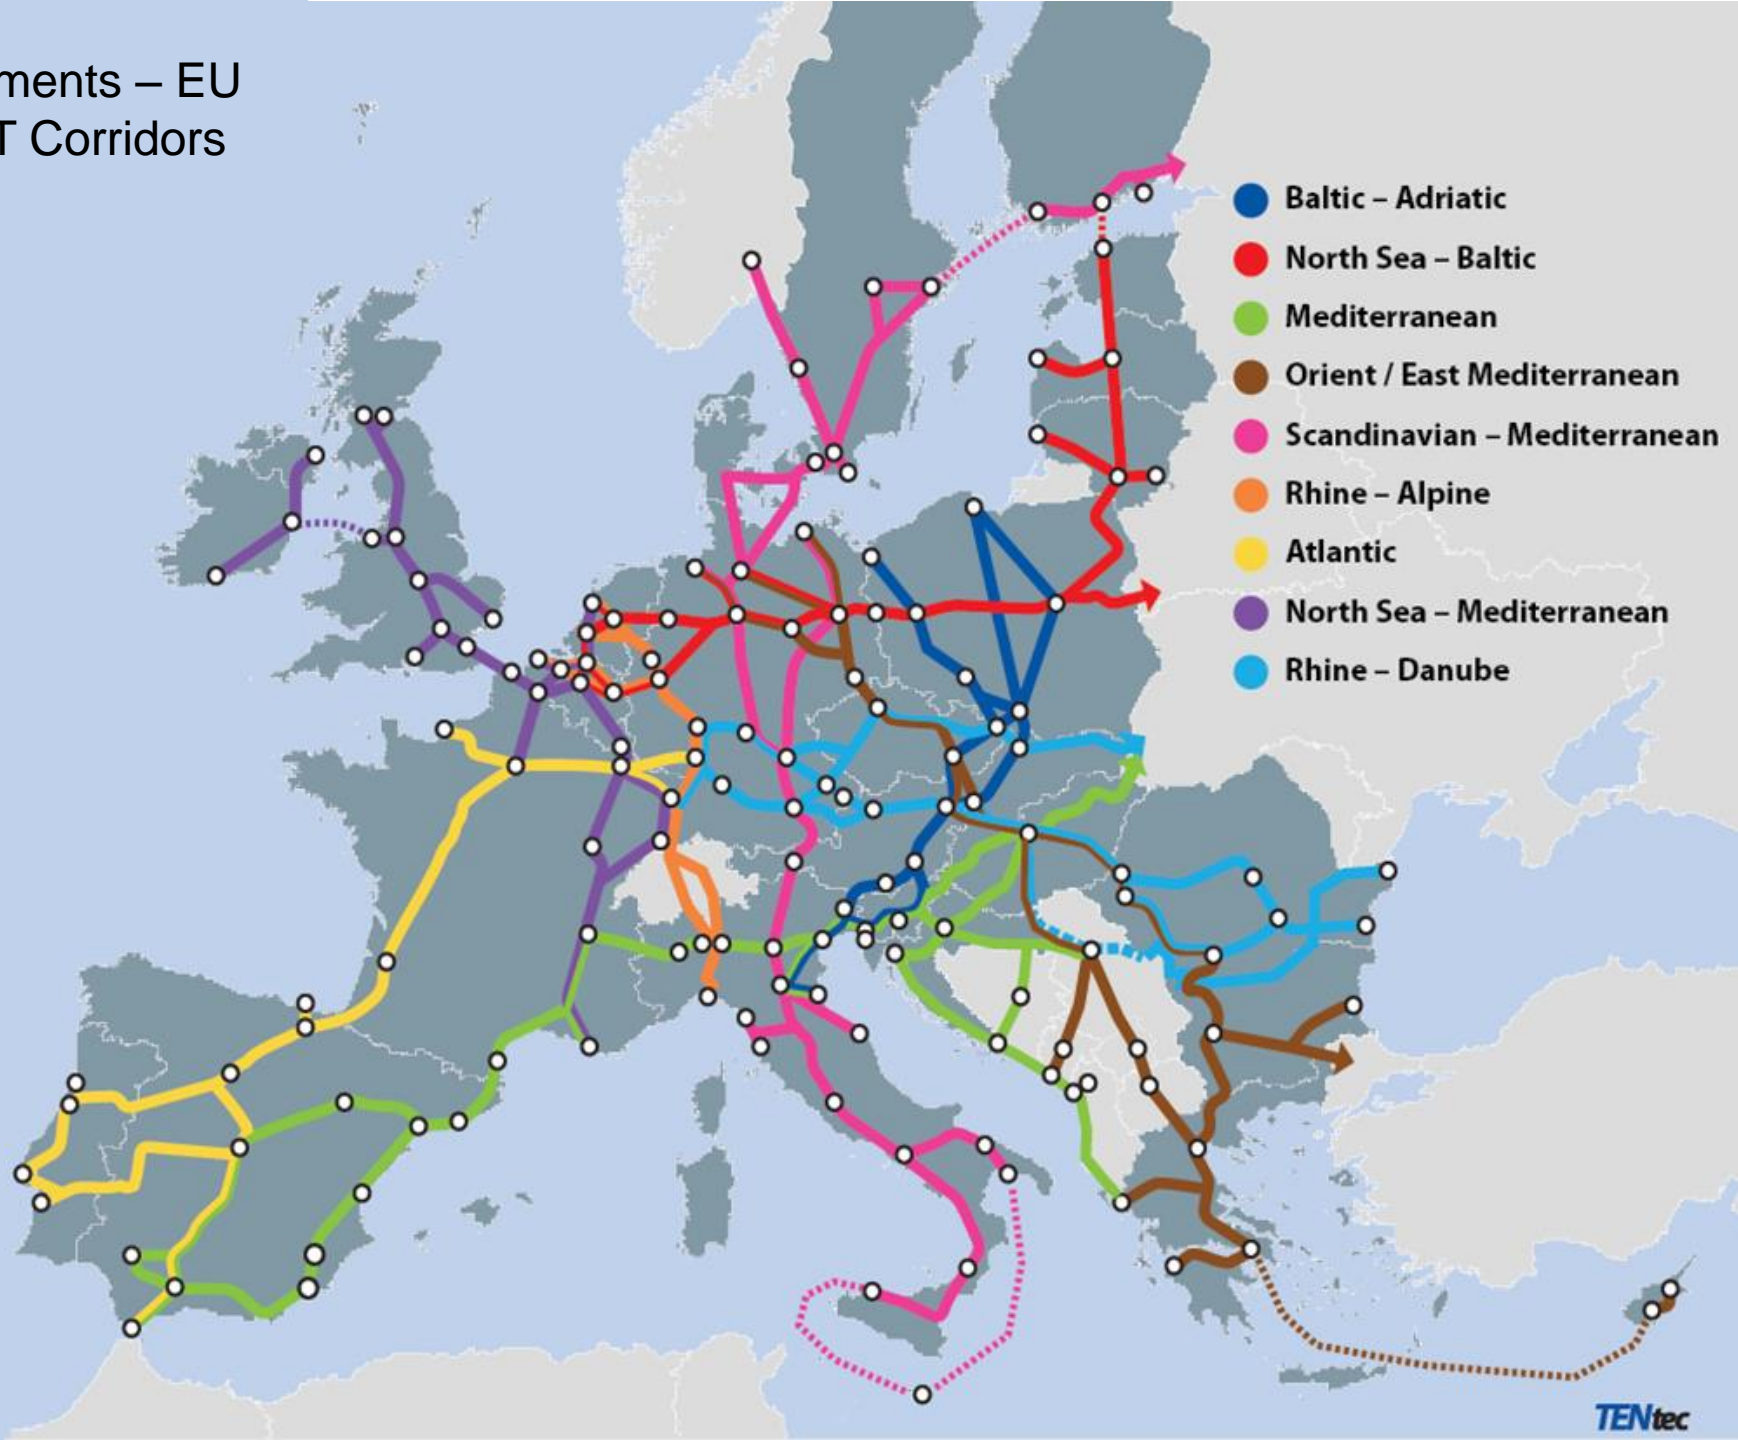 ments – EU
T Corridors
Baltic – Adriatic
North Sea – Baltic
Mediterranean
Orient / East Mediterranean
Scandinavian – Mediterranean
Rhine – Alpine
Atlantic
North Sea – Mediterranean
Rhine – Danube
TENtec